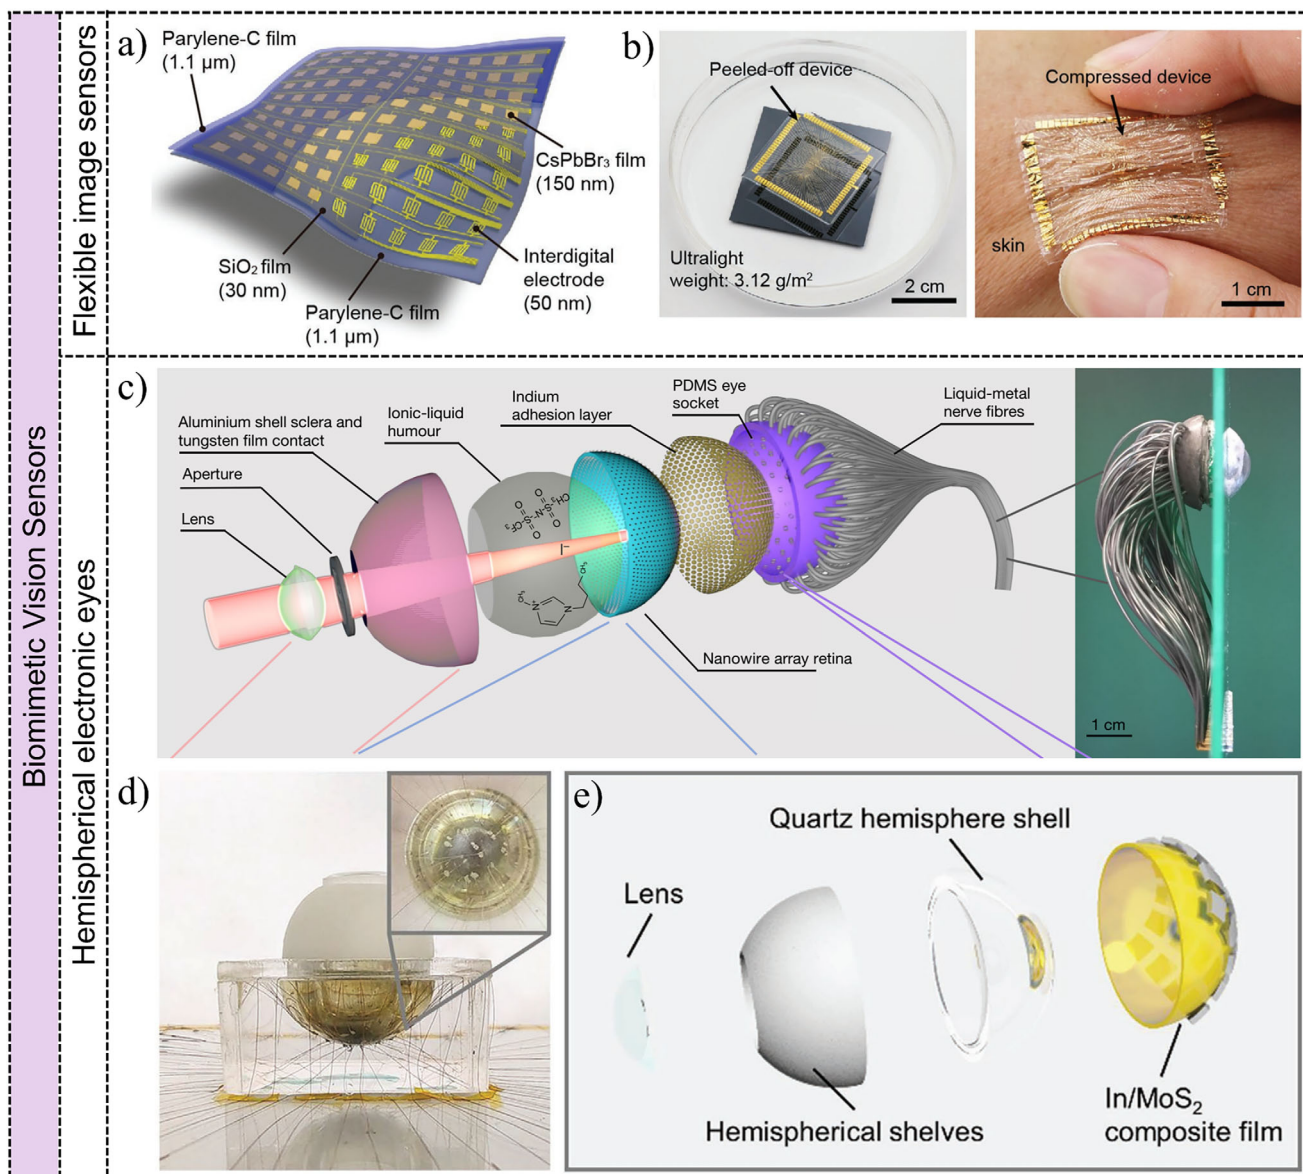 Biomimetic Vision Sensors
Flexible image sensors
Hemispherical electronic eyes
a)
Parylene-C film
(1.1 μm)
CsPbBr₃ film
(150 nm)
Interdigital
electrode
(50 nm)
SiO₂ film
(30 nm)
Parylene-C film
(1.1 μm)
b)
Peeled-off device
Ultralight
weight: 3.12 g/m²
2 cm
Compressed device
skin
1 cm
c)
Aluminium shell sclera and
tungsten film contact
Aperture
Lens
Ionic-liquid
humour
Indium
adhesion layer
PDMS eye
socket
Liquid-metal
nerve fibres
Nanowire array retina
CF₃
O
S
O
N
O
S
O
CH₃
I⁻
CH₃
N⁺
N
CH₃
1 cm
d)
e)
Lens
Quartz hemisphere shell
Hemispherical shelves
In/MoS₂
composite film